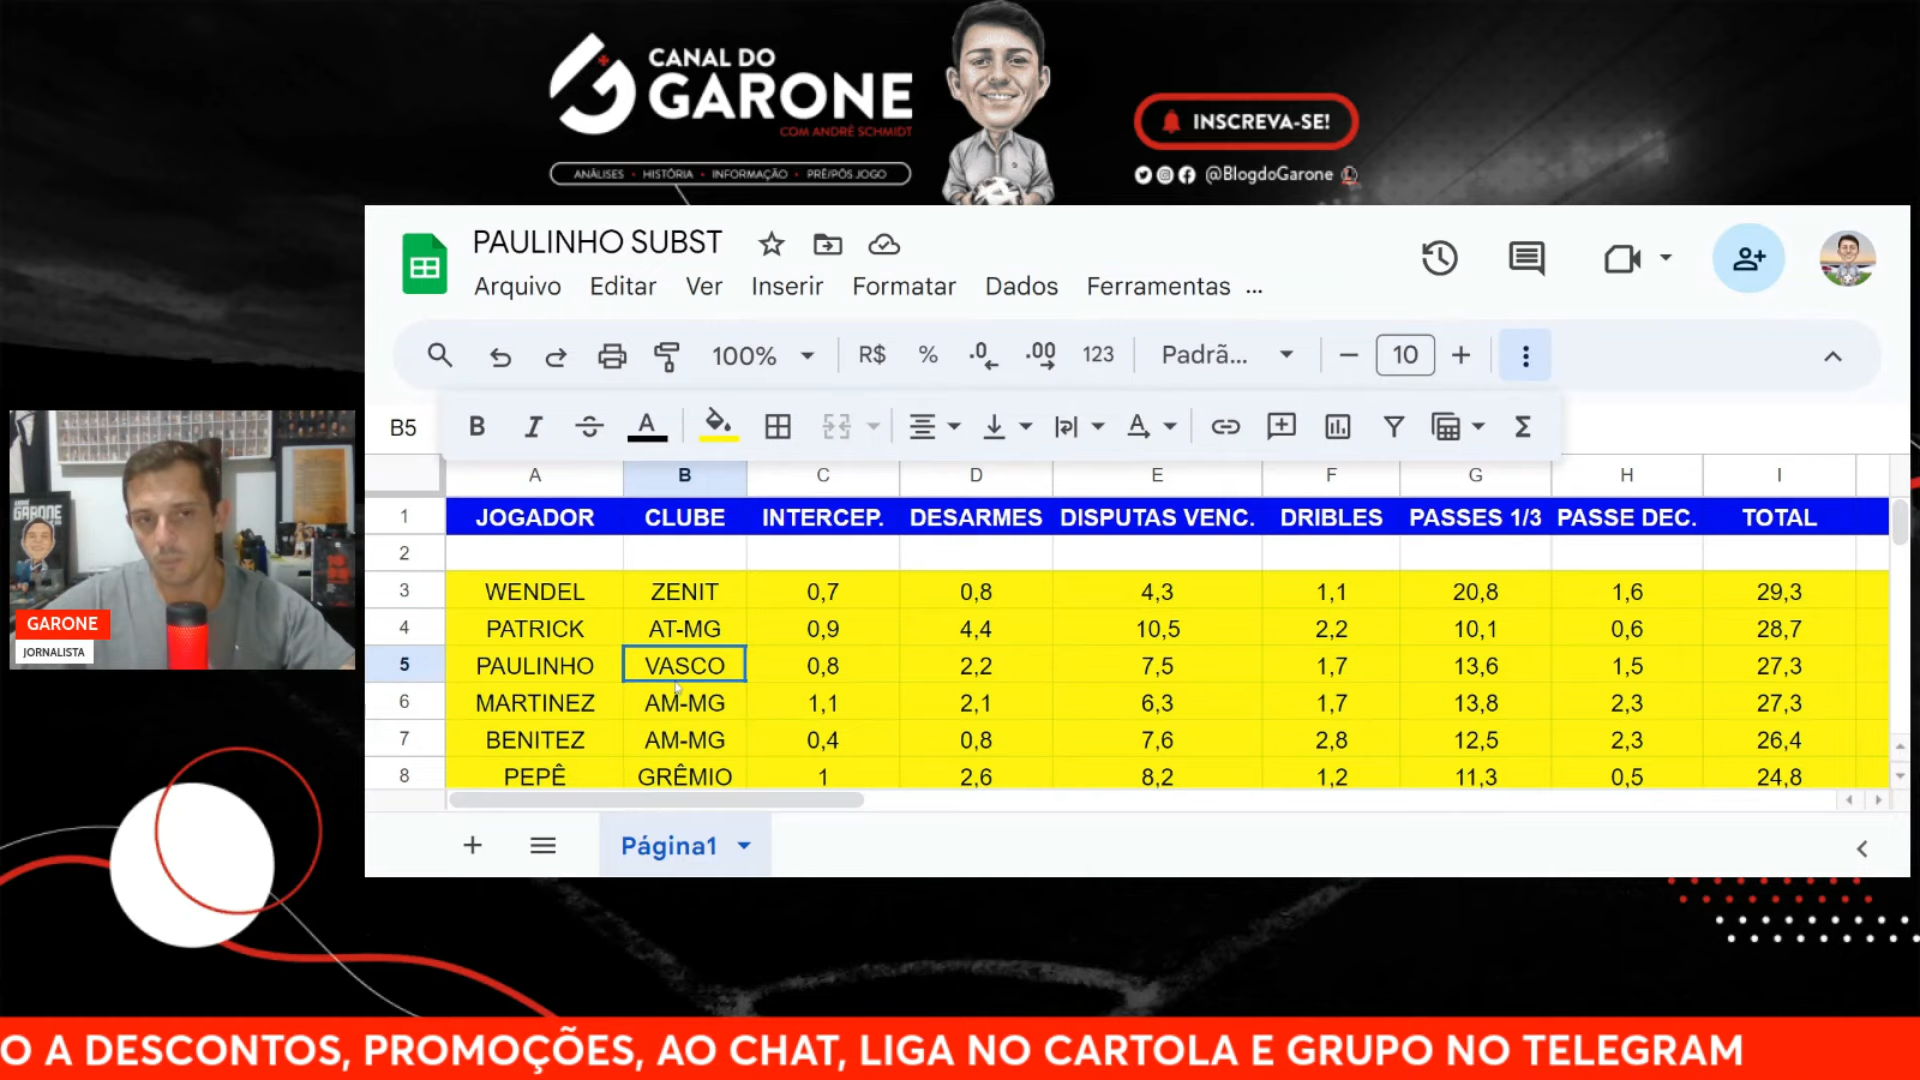 CANAL DO
GARONE
COM ANDRÉ SCHMIDT
ANÁLISES • HISTÓRIA • INFORMAÇÃO • PRÉ/PÓS JOGO
INSCREVA-SE!
@BlogdoGarone
PAULINHO SUBST
Arquivo Editar Ver Inserir Formatar Dados Ferramentas ...
100% R$ % .0 .00 123 Padrã... 10
B5 B I A A
A B C D E F G H I
1 JOGADOR CLUBE INTERCEP. DESARMES DISPUTAS VENC. DRIBLES PASSES 1/3 PASSE DEC. TOTAL
2
3 WENDEL ZENIT 0,7 0,8 4,3 1,1 20,8 1,6 29,3
4 PATRICK AT-MG 0,9 4,4 10,5 2,2 10,1 0,6 28,7
5 PAULINHO VASCO 0,8 2,2 7,5 1,7 13,6 1,5 27,3
6 MARTINEZ AM-MG 1,1 2,1 6,3 1,7 13,8 2,3 27,3
7 BENITEZ AM-MG 0,4 0,8 7,6 2,8 12,5 2,3 26,4
8 PEPÊ GRÊMIO 1 2,6 8,2 1,2 11,3 0,5 24,8
Página1
GARONE
GARONE
JORNALISTA
O A DESCONTOS, PROMOÇÕES, AO CHAT, LIGA NO CARTOLA E GRUPO NO TELEGRAM